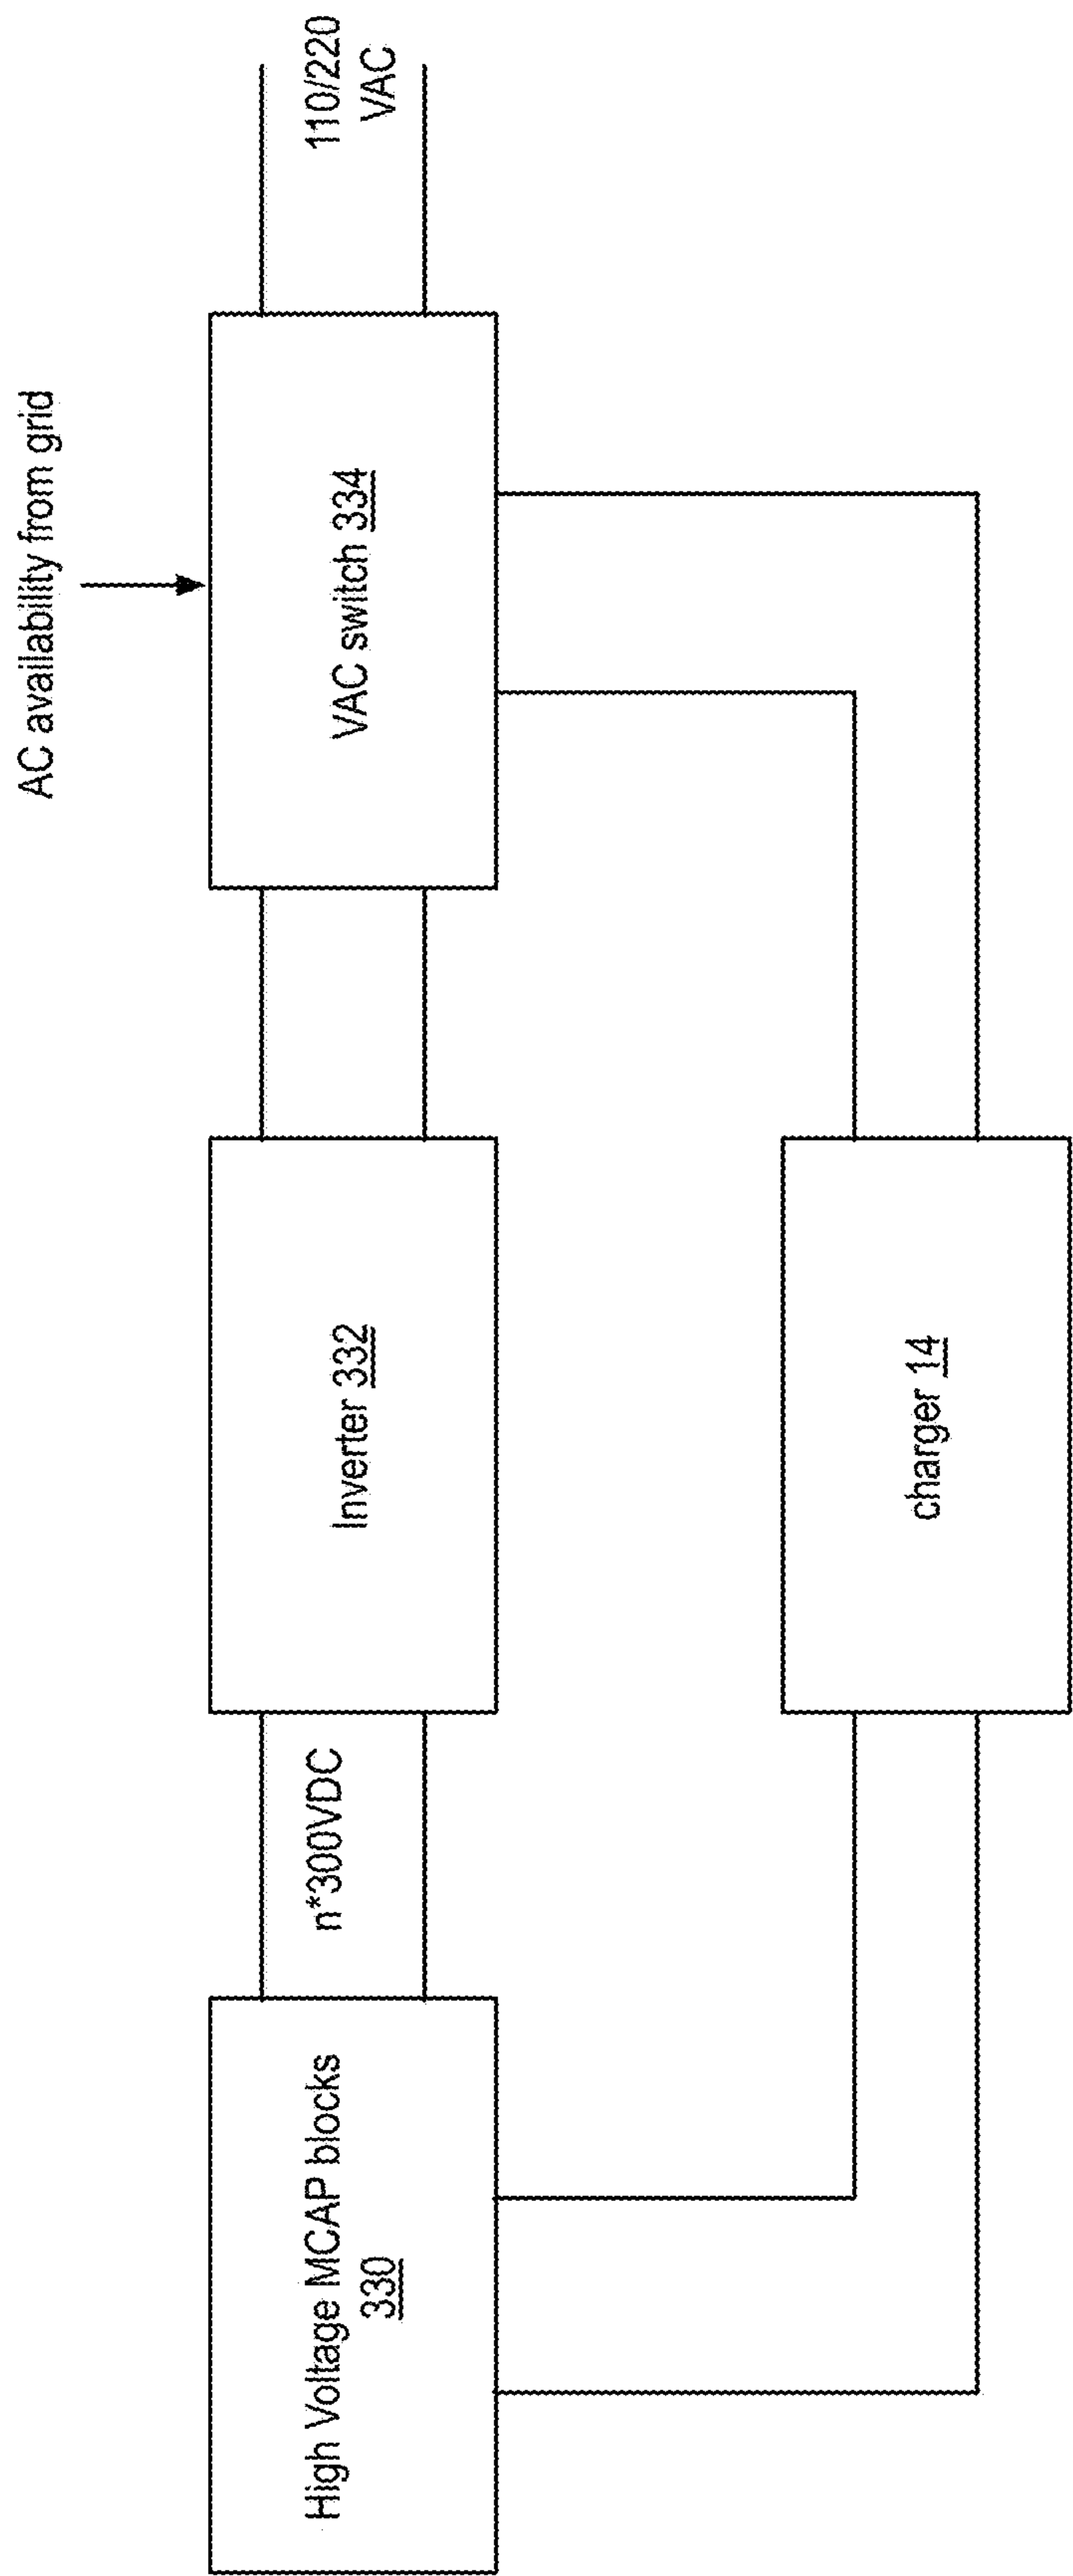 AC availability from grid
High Voltage MCAP blocks
330
n*300VDC
Inverter 332
VAC switch 334
110/220
VAC
charger 14